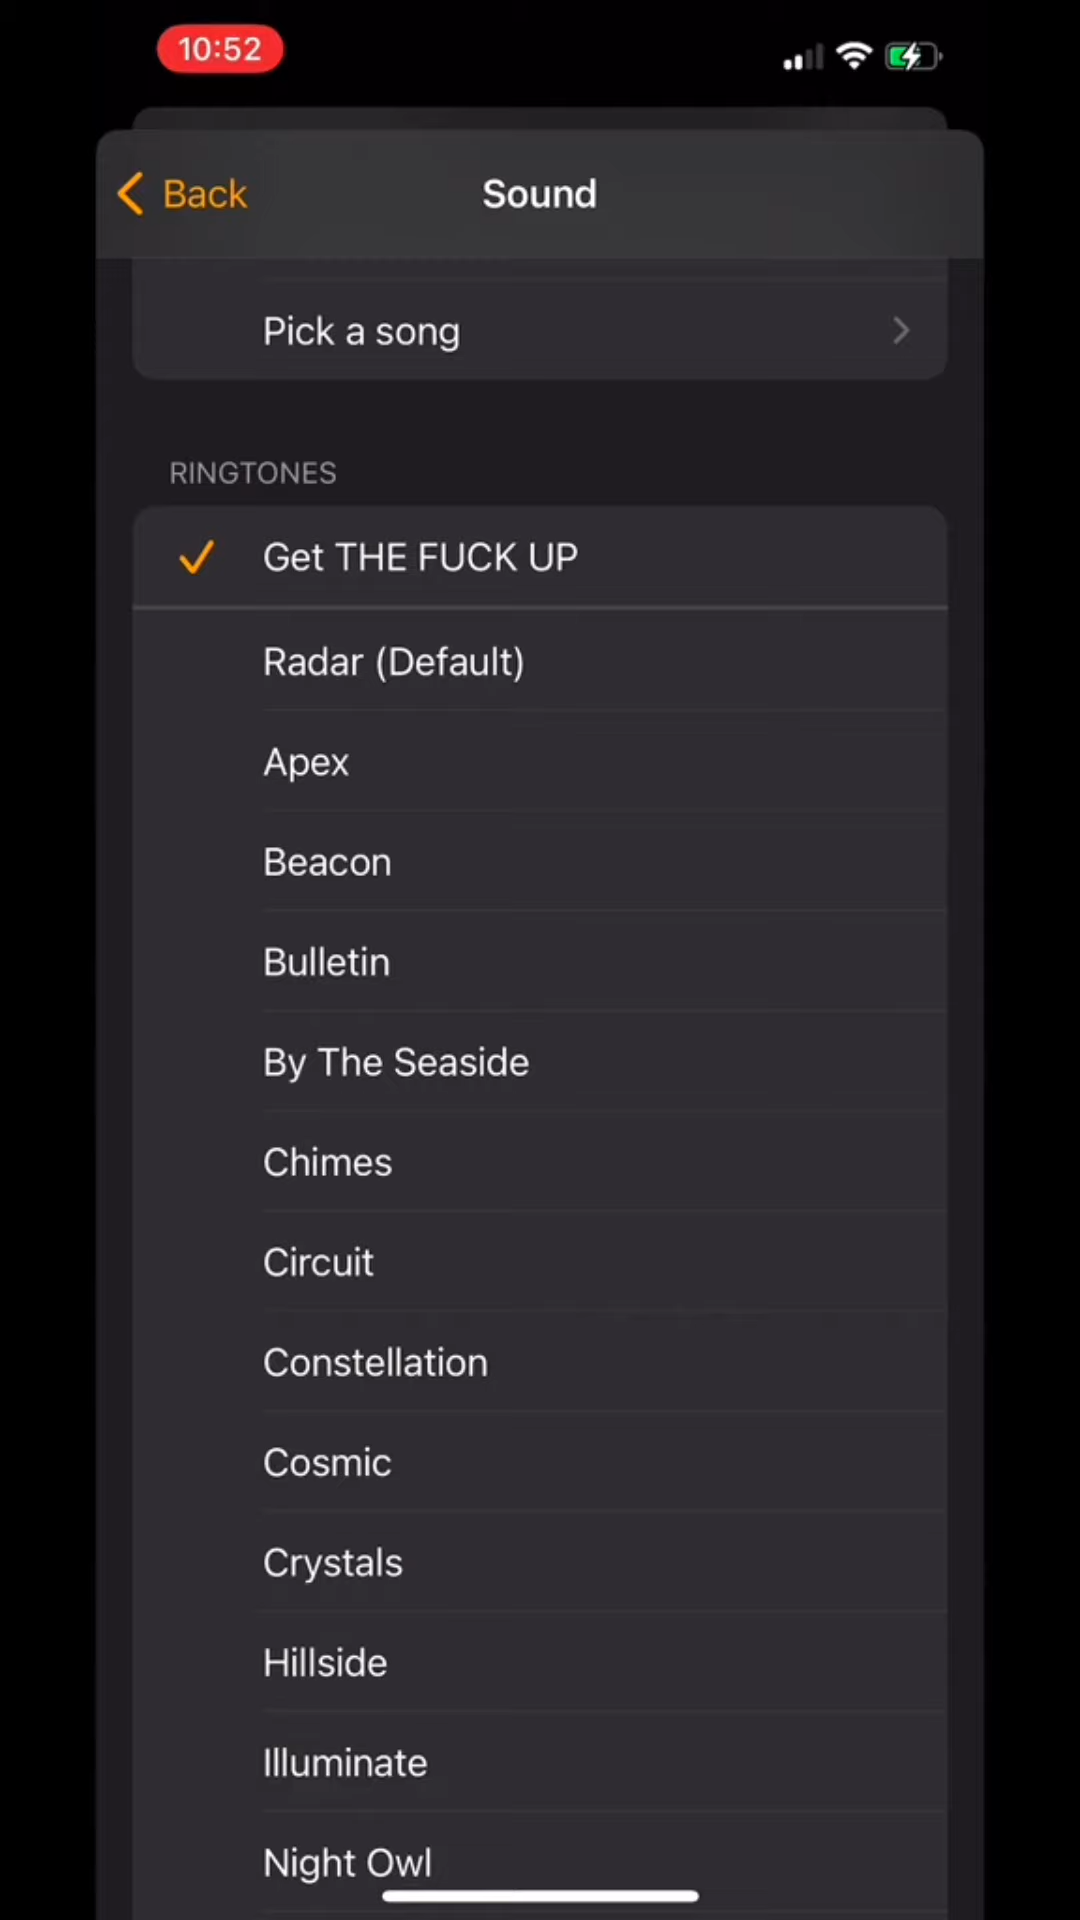 10:52
Back
Sound
Pick a song
RINGTONES
Get THE FUCK UP
Radar (Default)
Apex
Beacon
Bulletin
By The Seaside
Chimes
Circuit
Constellation
Cosmic
Crystals
Hillside
Illuminate
Night Owl